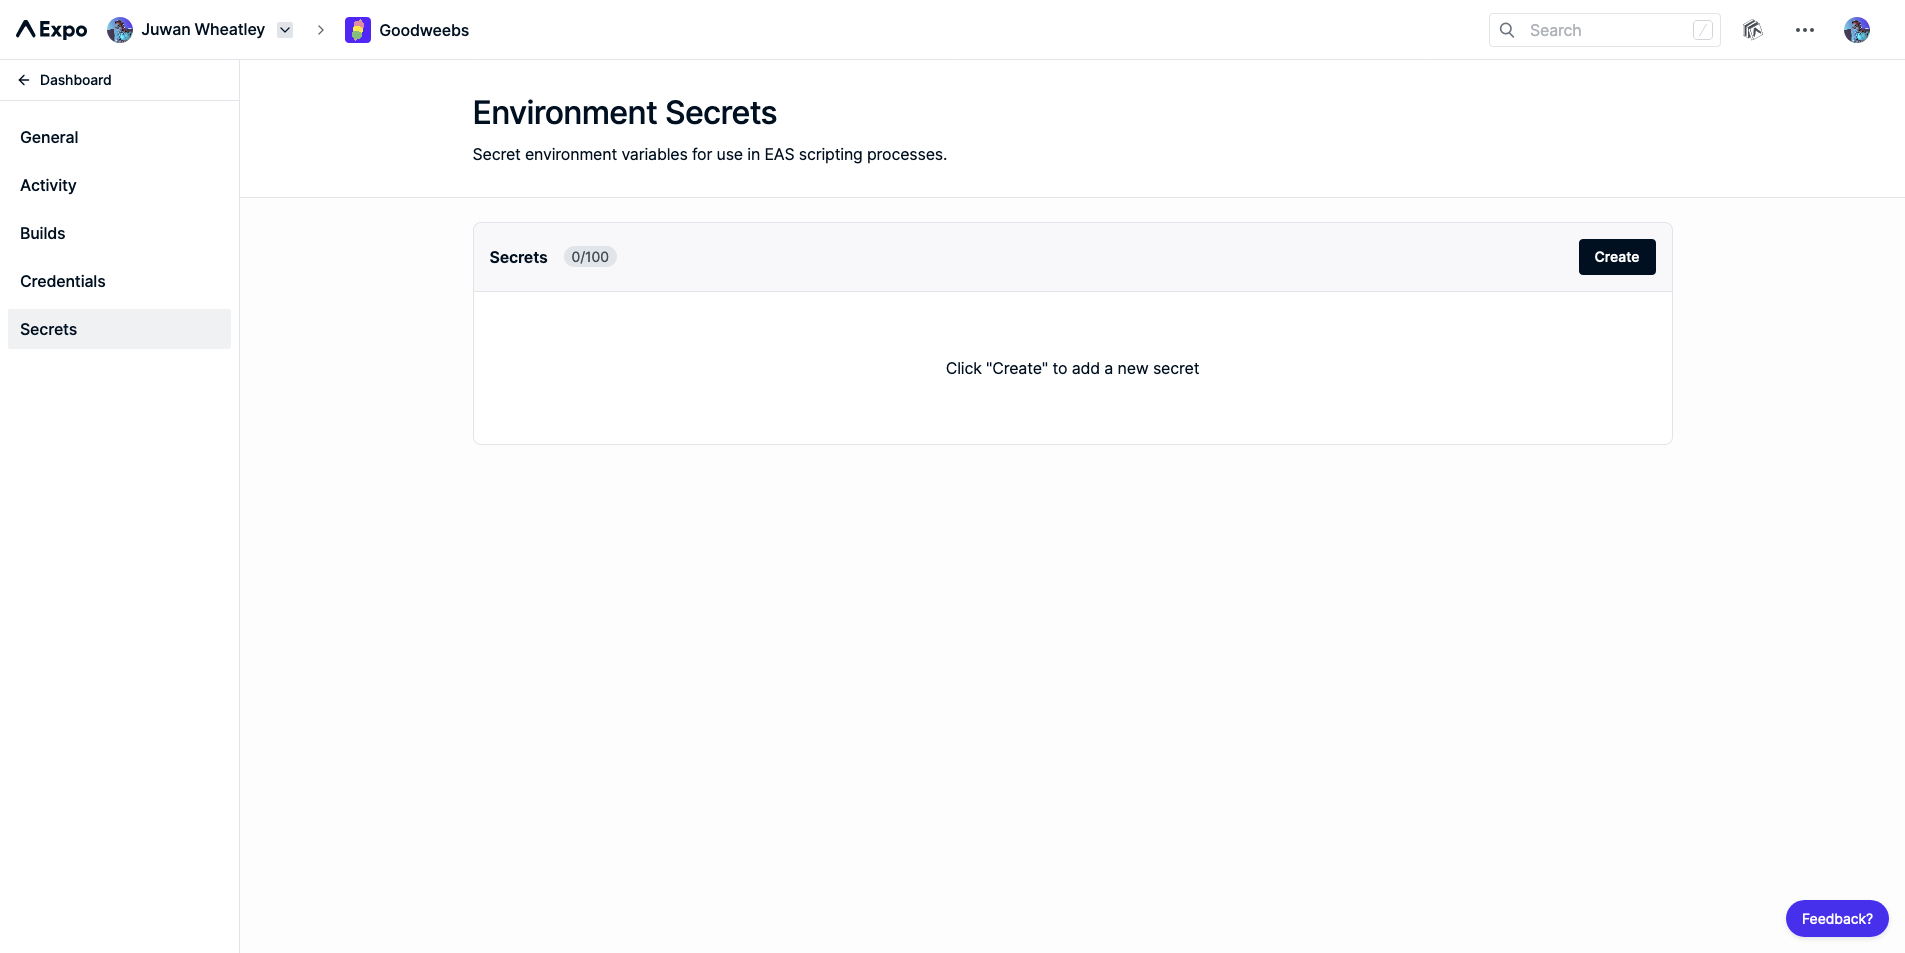 Expo
Juwan Wheatley
Goodweebs
Search
/
Dashboard
General
Activity
Builds
Credentials
Secrets
Environment Secrets
Secret environment variables for use in EAS scripting processes.
Secrets 0/100
Create
Click "Create" to add a new secret
Feedback?